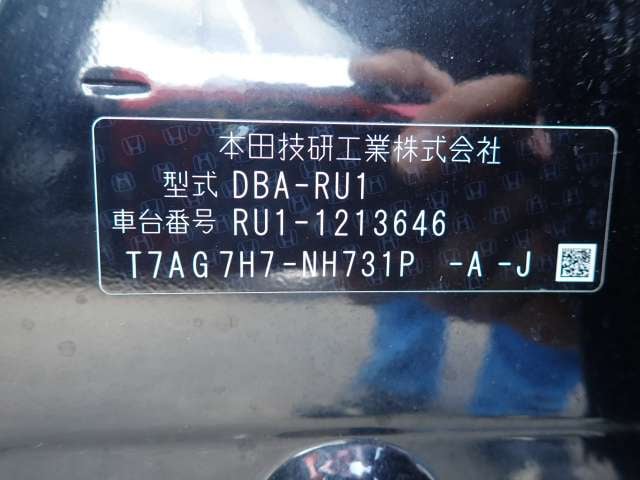 本田技研工業株式会社
型式 DBA-RU1
車台番号 RU1-1213646
T7AG7H7-NH731P -A-J